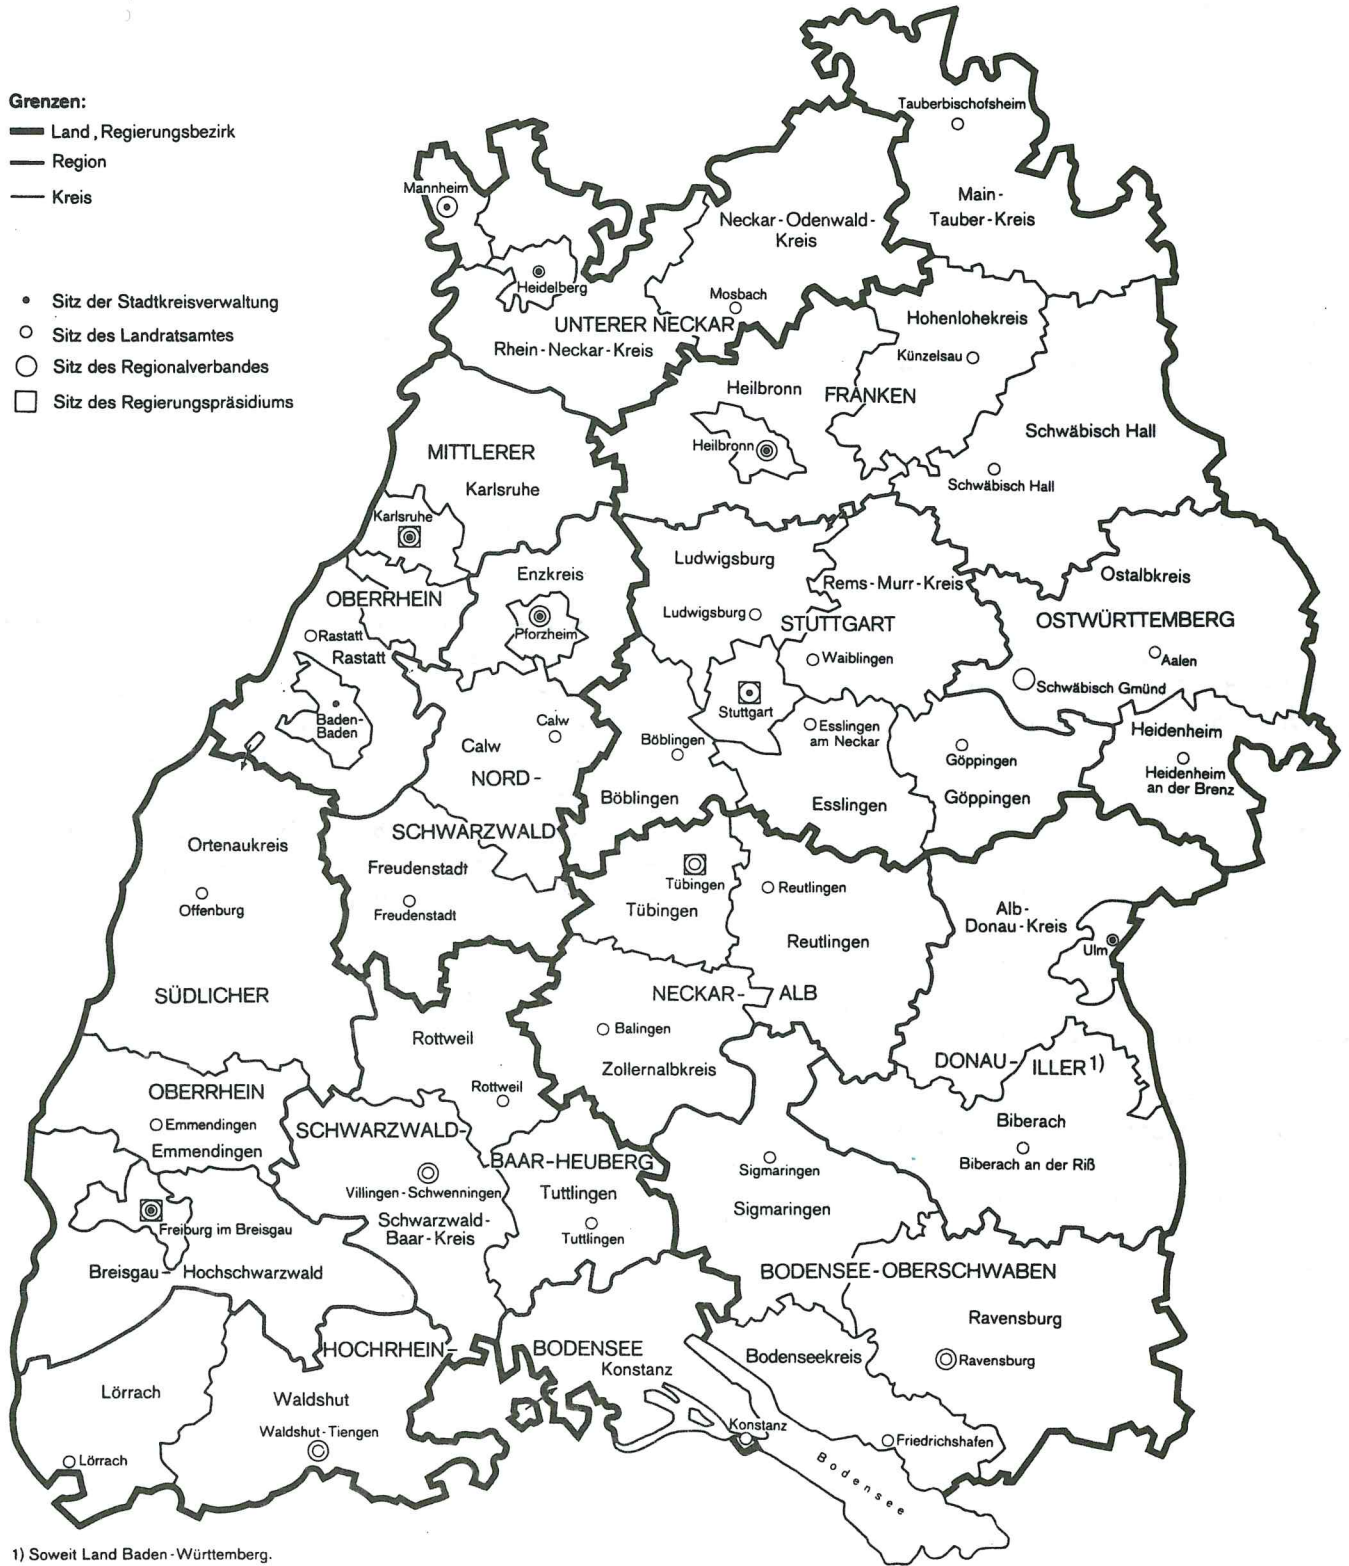 Grenzen:
Land, Regierungsbezirk
Region
Kreis
Sitz der Stadtkreisverwaltung
Sitz des Landratsamtes
Sitz des Regionalverbandes
Sitz des Regierungspräsidiums
Tauberbischofsheim
Main-
Tauber-Kreis
Mannheim
Neckar-Odenwald-
Kreis
Heidelberg
Mosbach
UNTERER NECKAR
Rhein-Neckar-Kreis
Hohenlohekreis
Künzelsau
Heilbronn
FRANKEN
Heilbronn
Schwäbisch Hall
Schwäbisch Hall
MITTLERER
Karlsruhe
Karlsruhe
Enzkreis
OBERRHEIN
Pforzheim
Rastatt
Rastatt
Baden-
Baden
Ludwigsburg
Ludwigsburg
Rems-Murr-Kreis
STUTTGART
Waiblingen
Stuttgart
Ostalbkreis
OSTWÜRTTEMBERG
Aalen
Schwäbisch Gmünd
Heidenheim
Heidenheim
an der Brenz
Calw
Calw
NORD-
SCHWARZWALD
Böblingen
Böblingen
Esslingen
am Neckar
Esslingen
Göppingen
Göppingen
Ortenaukreis
Offenburg
Freudenstadt
Freudenstadt
Tübingen
Tübingen
Reutlingen
Reutlingen
Alb-
Donau-Kreis
Ulm
SÜDLICHER
NECKAR-ALB
Rottweil
Rottweil
Balingen
Zollernalbkreis
DONAU-ILLER 1)
OBERRHEIN
Emmendingen
Emmendingen
SCHWARZWALD-
BAAR-HEUBERG
Villingen-Schwenningen
Schwarzwald-
Baar-Kreis
Tuttlingen
Tuttlingen
Sigmaringen
Sigmaringen
Biberach
Biberach an der Riß
Freiburg im Breisgau
Breisgau-Hochschwarzwald
BODENSEE-OBERSCHWABEN
Ravensburg
Ravensburg
HOCHRHEIN-
BODENSEE
Konstanz
Bodenseekreis
Lörrach
Lörrach
Waldshut
Waldshut-Tiengen
Konstanz
Friedrichshafen
Bodensee
1) Soweit Land Baden-Württemberg.